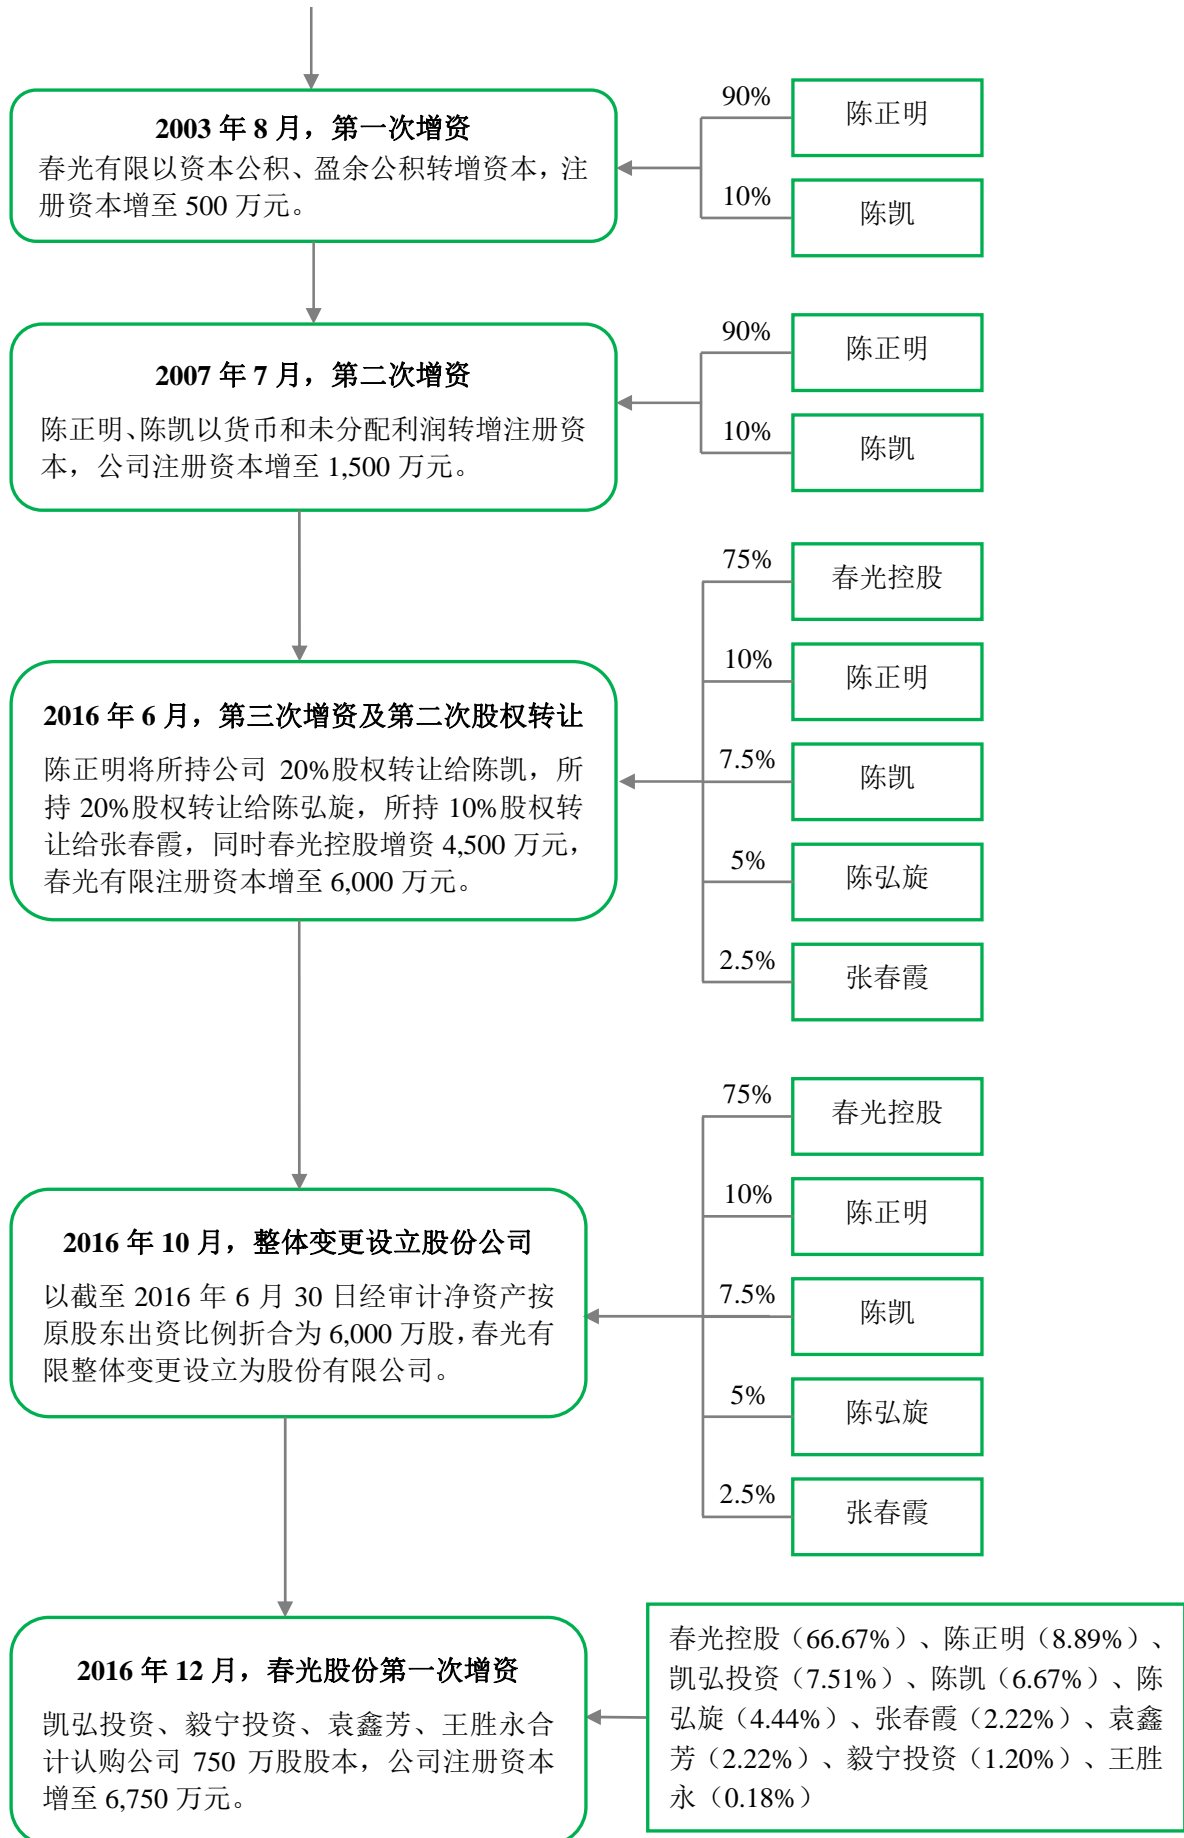 2003 年 8 月，第一次增资
春光有限以资本公积、盈余公积转增资本，注
册资本增至 500 万元。
90%
陈正明
10%
陈凯
2007 年 7 月，第二次增资
陈正明、陈凯以货币和未分配利润转增注册资
本，公司注册资本增至 1,500 万元。
90%
陈正明
10%
陈凯
2016 年 6 月，第三次增资及第二次股权转让
陈正明将所持公司 20%股权转让给陈凯，所
持 20%股权转让给陈弘旋，所持 10%股权转
让给张春霞，同时春光控股增资 4,500 万元，
春光有限注册资本增至 6,000 万元。
75%
春光控股
10%
陈正明
7.5%
陈凯
5%
陈弘旋
2.5%
张春霞
2016 年 10 月，整体变更设立股份公司
以截至 2016 年 6 月 30 日经审计净资产按
原股东出资比例折合为 6,000 万股，春光有
限整体变更设立为股份有限公司。
75%
春光控股
10%
陈正明
7.5%
陈凯
5%
陈弘旋
2.5%
张春霞
2016 年 12 月，春光股份第一次增资
凯弘投资、毅宁投资、袁鑫芳、王胜永合
计认购公司 750 万股股本，公司注册资本
增至 6,750 万元。
春光控股（66.67%）、陈正明（8.89%）、
凯弘投资（7.51%）、陈凯（6.67%）、陈
弘旋（4.44%）、张春霞（2.22%）、袁鑫
芳（2.22%）、毅宁投资（1.20%）、王胜
永（0.18%）